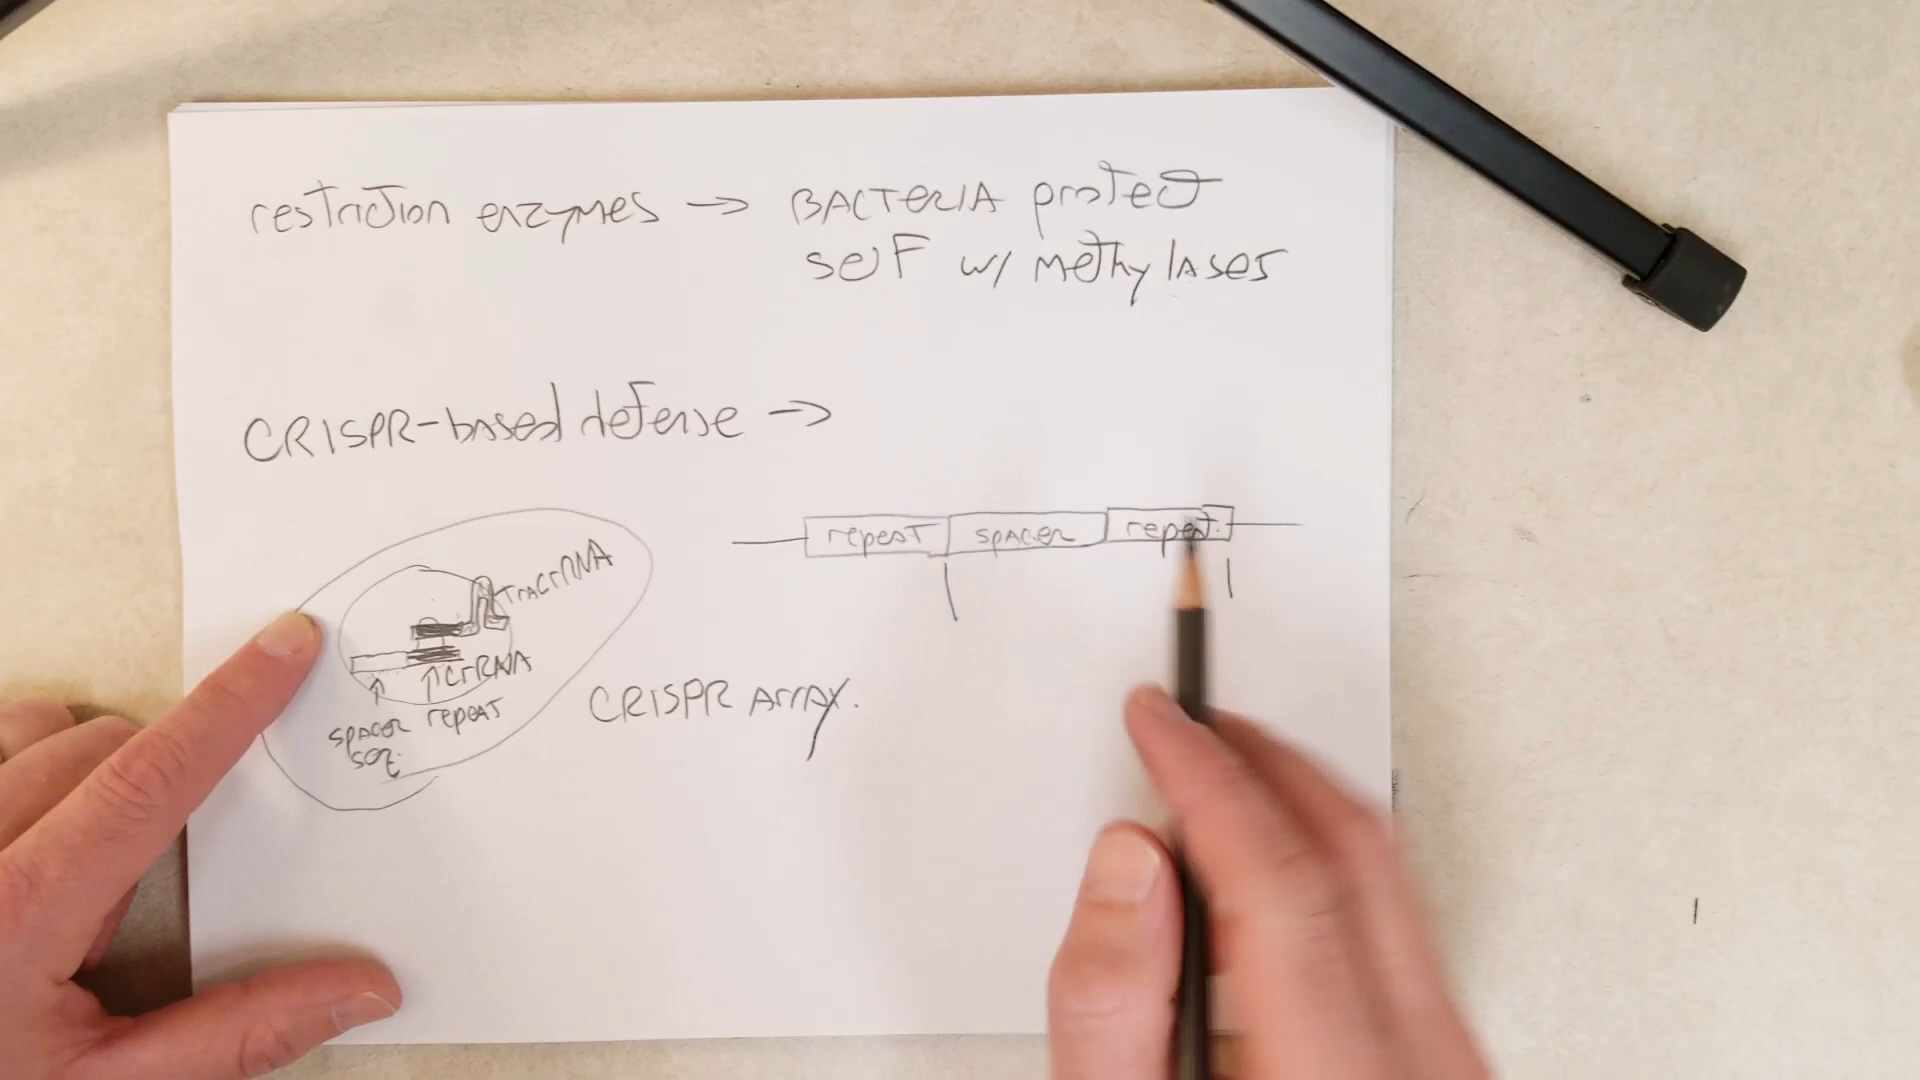 restriction enzymes → BACTERIA protect
self w/ methylases
CRISPR-based defense →
repeat spacer repeat
tracrRNA
crRNA
spacer repeat
seq.
CRISPR ARRAY.